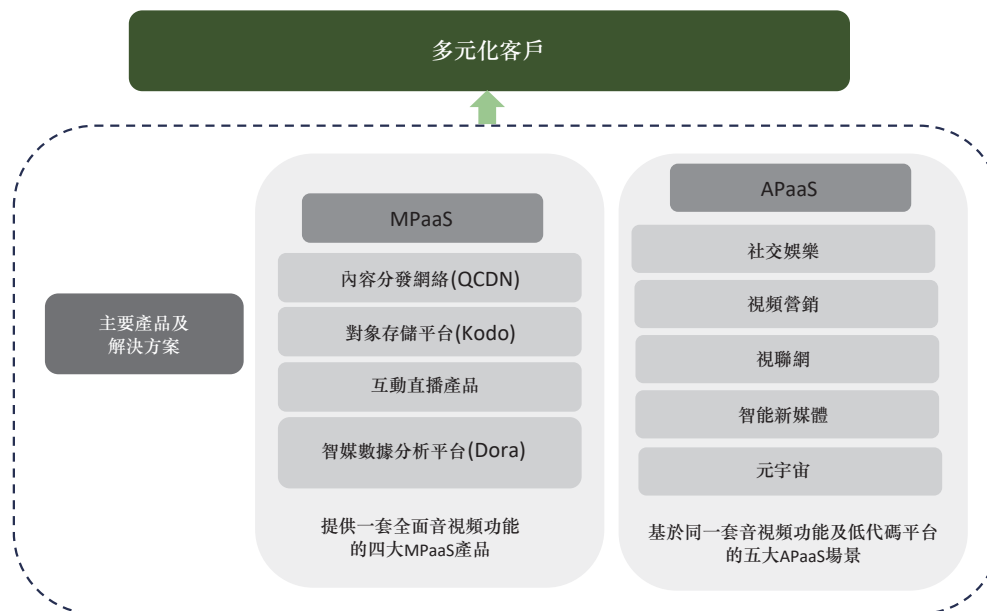 多元化客戶
主要產品及
解決方案
MPaaS
內容分發網絡(QCDN)
對象存儲平台(Kodo)
互動直播產品
智媒數據分析平台(Dora)
提供一套全面音視頻功能
的四大MPaaS產品
APaaS
社交娛樂
視頻營銷
視聯網
智能新媒體
元宇宙
基於同一套音視頻功能及低代碼平台
的五大APaaS場景